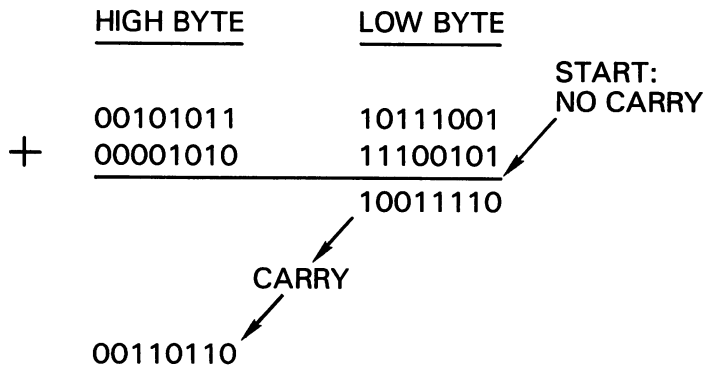 HIGH BYTE LOW BYTE
START:
NO CARRY
00101011 10111001
+ 00001010 11100101
10011110
CARRY
00110110